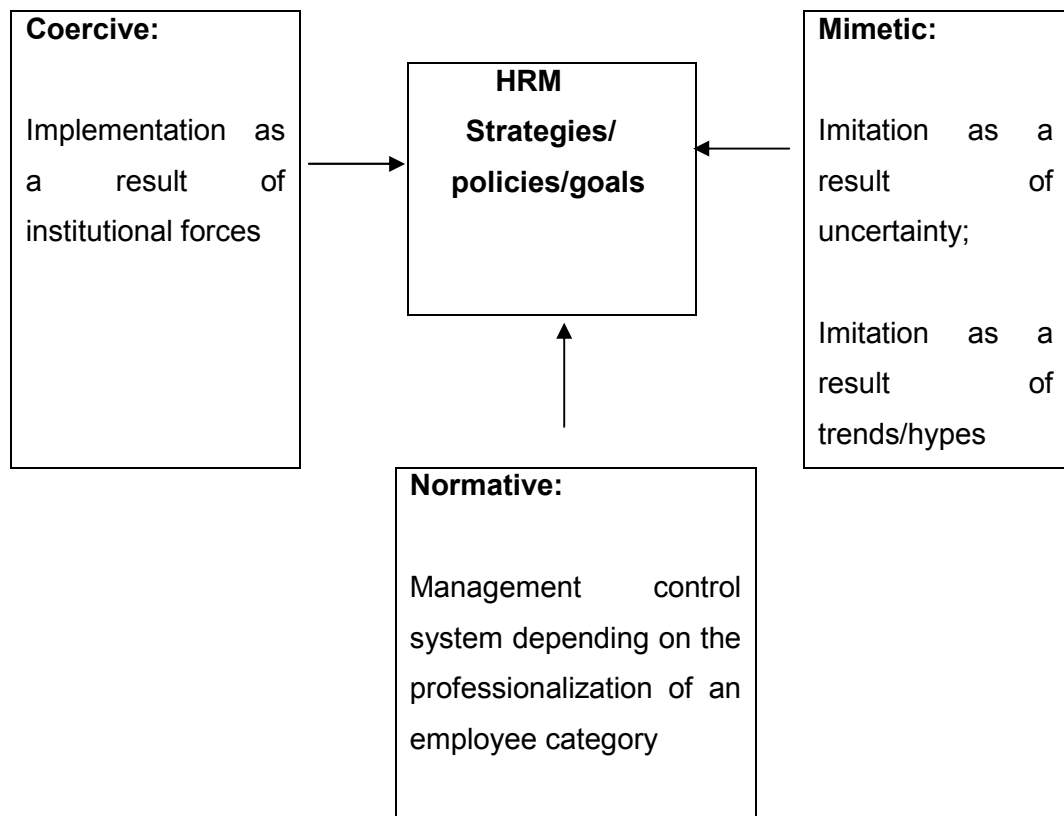 Coercive:
Implementation as
a result of
institutional forces
HRM
Strategies/
policies/goals
Mimetic:
Imitation as a
result of
uncertainty;
Imitation as a
result of
trends/hypes
Normative:
Management control
system depending on the
professionalization of an
employee category